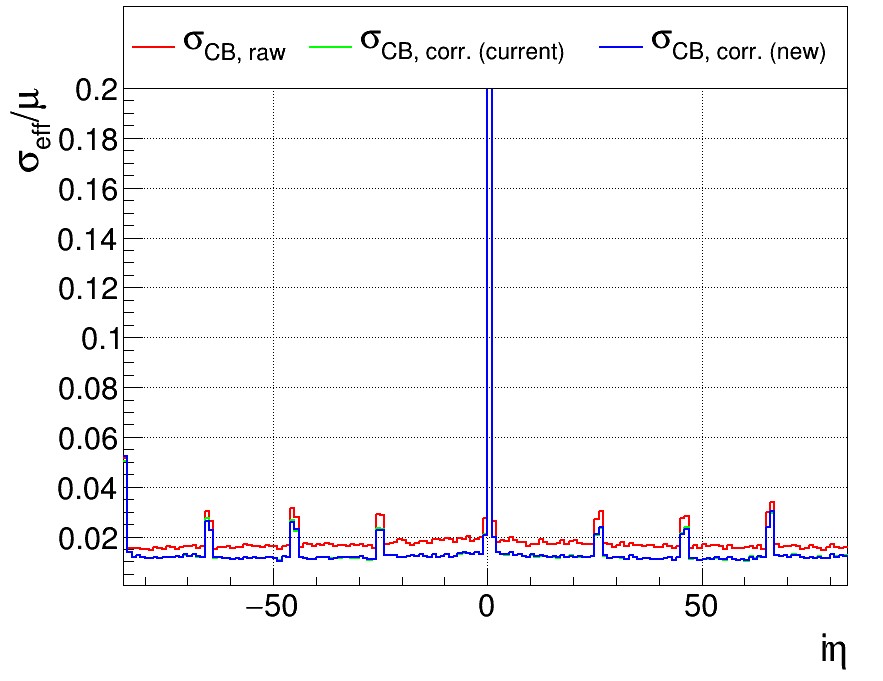 σCB, raw σCB, corr. (current) σCB, corr. (new)
σeff/μ
0.2
0.18
0.16
0.14
0.12
0.1
0.08
0.06
0.04
0.02
−50 0 50
iη